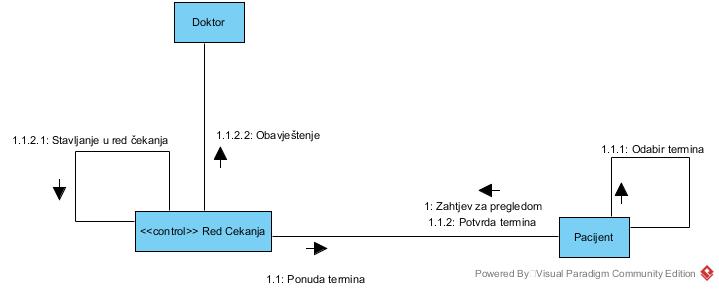 Doktor
1.1.2.1: Stavljanje u red čekanja
1.1.2.2: Obavještenje
1.1.1: Odabir termina
1: Zahtjev za pregledom
1.1.2: Potvrda termina
<<control>> Red Cekanja
Pacijent
1.1: Ponuda termina
Powered By Visual Paradigm Community Edition